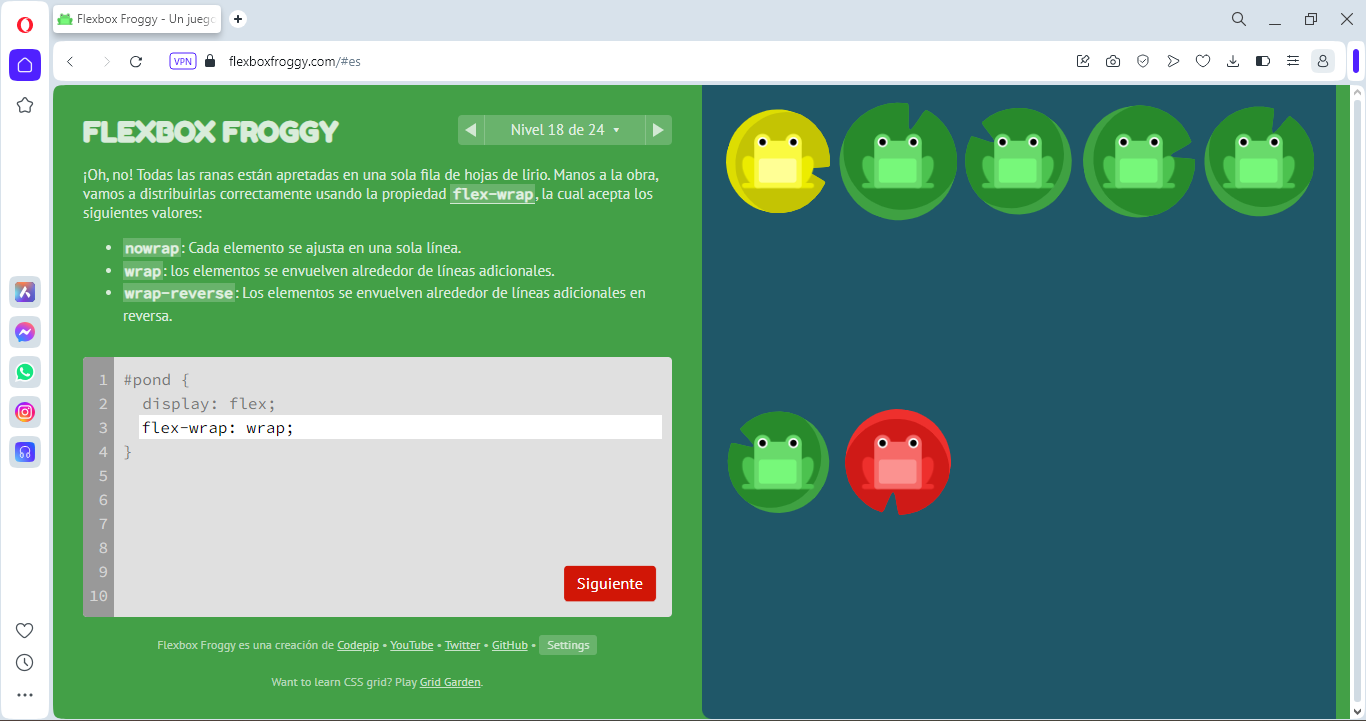 Flexbox Froggy - Un juego
VPN
flexboxfroggy.com/#es
FLEXBOX FROGGY
Nivel 18 de 24
¡Oh, no! Todas las ranas están apretadas en una sola fila de hojas de lirio. Manos a la obra,
vamos a distribuirlas correctamente usando la propiedad flex-wrap, la cual acepta los
siguientes valores:
• nowrap: Cada elemento se ajusta en una sola línea.
• wrap: los elementos se envuelven alrededor de líneas adicionales.
• wrap-reverse: Los elementos se envuelven alrededor de líneas adicionales en
reversa.
1 #pond {
2 display: flex;
3 flex-wrap: wrap;
4 }
5
6
7
8
9
10
Siguiente
Flexbox Froggy es una creación de Codepip • YouTube • Twitter • GitHub • Settings
Want to learn CSS grid? Play Grid Garden.